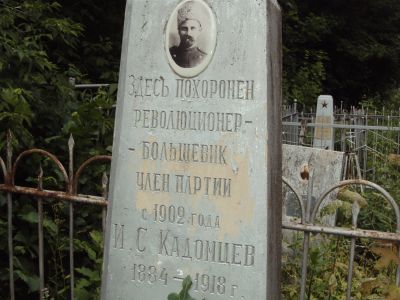 ЗДЕСЬ ПОХОРОНЕН
РЕВОЛЮЦИОНЕР-
- БОЛЬШЕВИК
ЧЛЕН ПАРТИИ
с 1902 года
И. С КАДОМЦЕВ
1884 — 1918 г